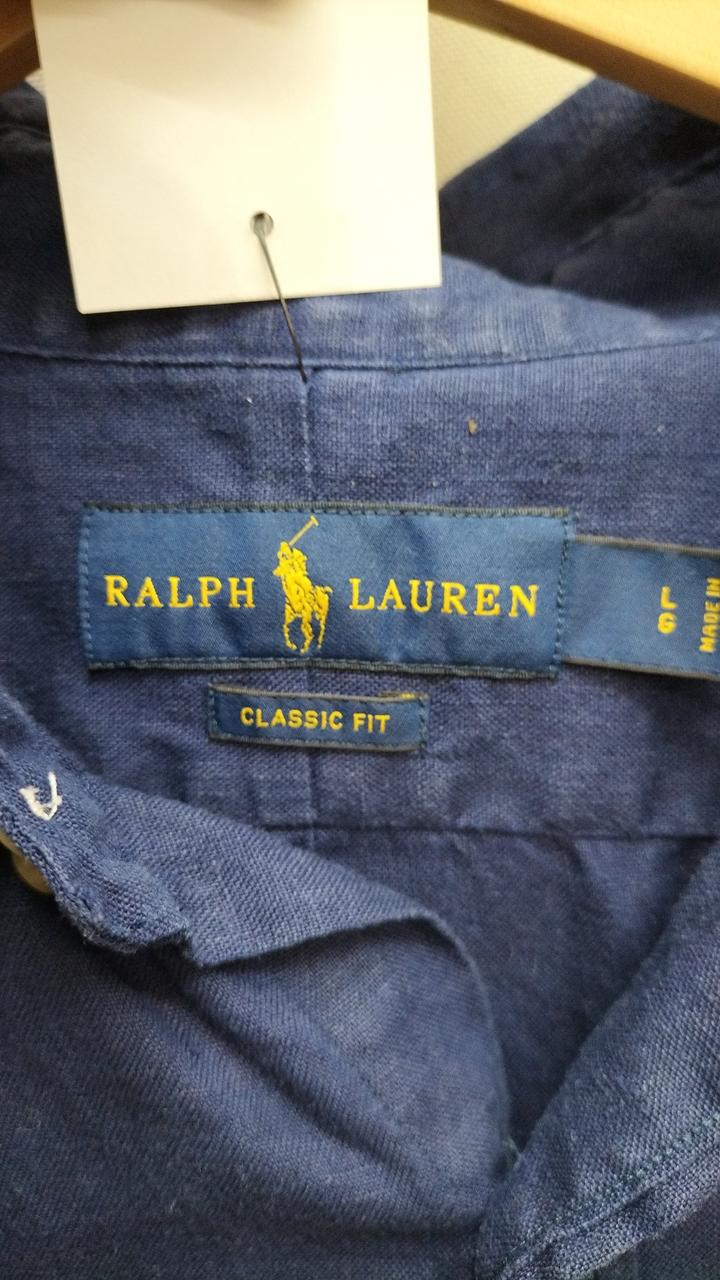 RALPH LAUREN
L
G
MADE IN
CLASSIC FIT